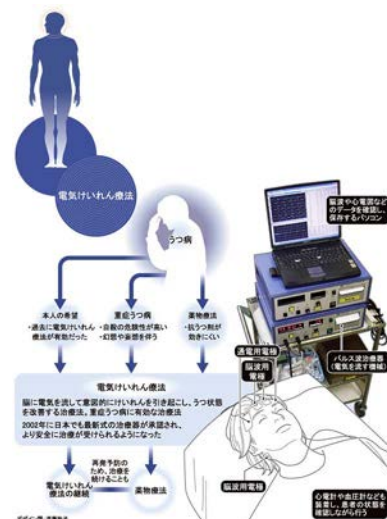 電気けいれん療法
うつ病
脳波や心電図など
のデータを確認し、
保存するパソコン
本人の希望
・過去に電気けいれん
療法が有効だった
重症うつ病
・自殺の危険性が高い
・幻想や妄想を伴う
薬物療法
・抗うつ剤が
効きにくい
パルス波治療器
(電気を流す機械)
通電用電極
脳波用
電極
電気けいれん療法
脳に電気を流して意図的にけいれんを引き起こし、うつ状態
を改善する治療法。重症うつ病に有効な治療法
2002年に日本でも最新式の治療器が承認され、
より安全に治療が受けられるようになった
再発予防の
ため、治療を
続けることも
電気けいれん
療法の継続
薬物療法
脳波用電極
心電計や血圧計なども
装着し、患者の状態を
確認しながら行う